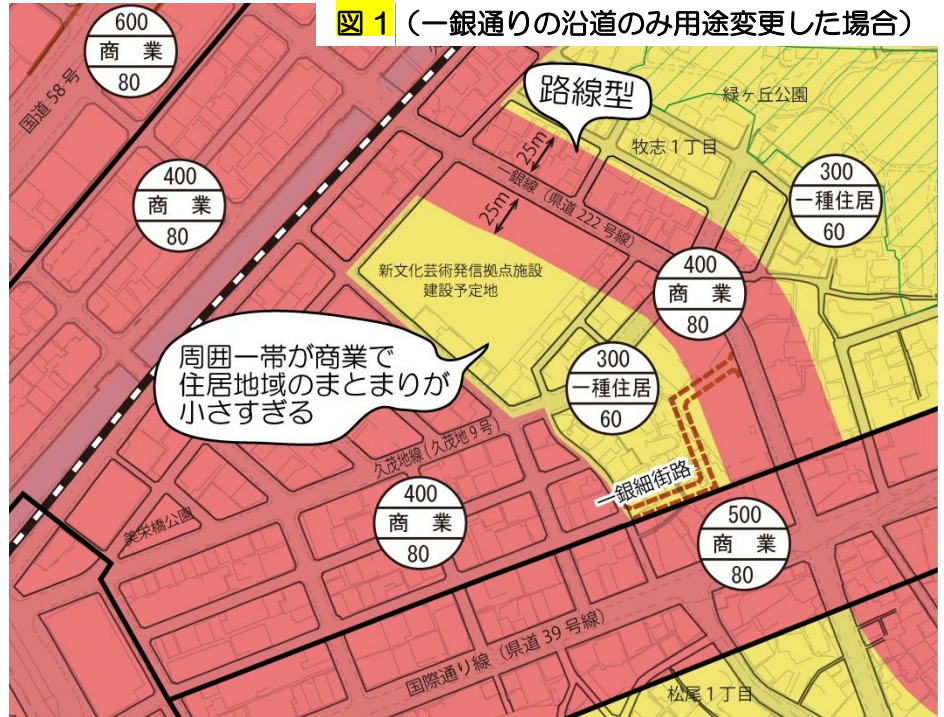 図1（一銀通りの沿道のみ用途変更した場合）
600
商 業
80
国道58号
路線型
緑ヶ丘公園
25m
牧志1丁目
400
商 業
80
300
一種住居
60
一銀線（県道222号線）
25m
新文化芸術発信拠点施設
建設予定地
400
商 業
80
周囲一帯が商業で
住居地域のまとまりが
小さすぎる
300
一種住居
60
久茂地線（久茂地9号）
一銀細街路
400
商 業
80
美栄橋公園
500
商 業
80
国際通り線（県道39号線）
松尾1丁目